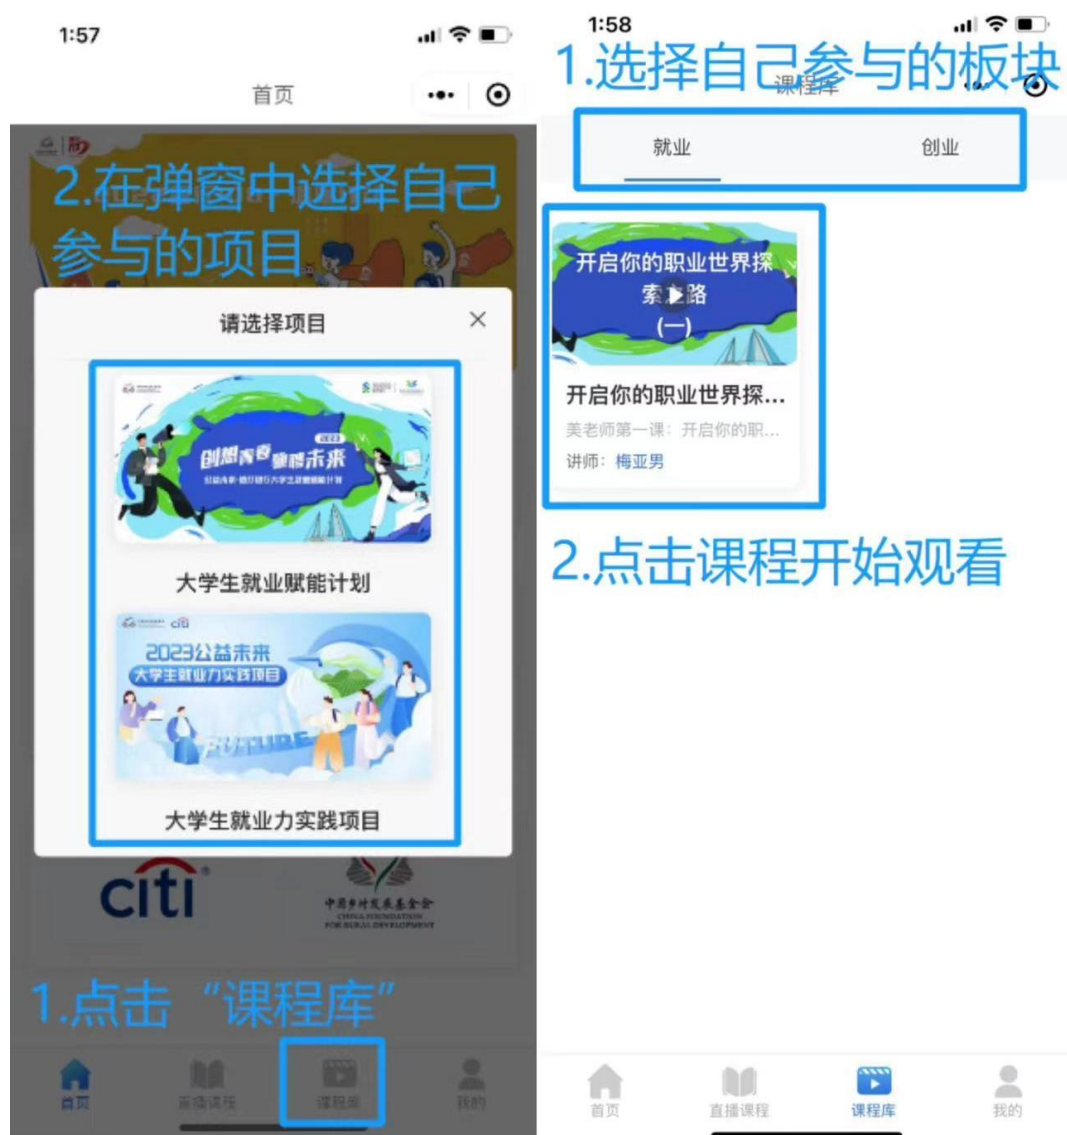 1:57
首页
2.在弹窗中选择自己
参与的项目
请选择项目
2023
创想青春 赋能未来
大学生就业赋能计划
citi
2023公益未来
大学生就业力实践项目
FUTURE
大学生就业力实践项目
citi
中国乡村发展基金会
CHINA FOUNDATION
FOR RURAL DEVELOPMENT
1.点击“课程库”
首页
直播课程
课程库
我的
1:58
1.选择自己参与的板块
课程库
就业
创业
开启你的职业世界探
索之路
(一)
开启你的职业世界探...
美老师第一课：开启你的职...
讲师：梅亚男
2.点击课程开始观看
首页
直播课程
课程库
我的